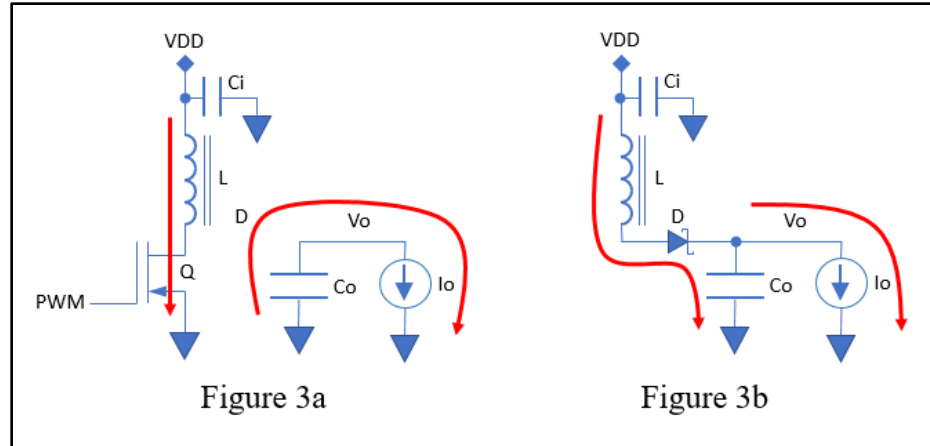 VDD
Ci
L
D
Vo
Q
PWM
Co
Io
Figure 3a
VDD
Ci
L
D
Vo
Co
Io
Figure 3b